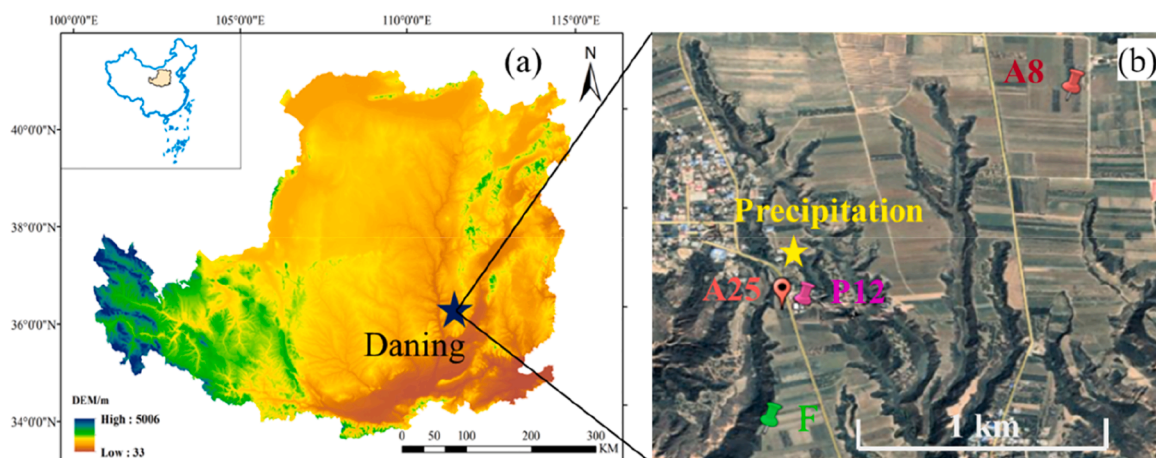 100°0'0"E 105°0'0"E 110°0'0"E 115°0'0"E
(a)
N
40°0'0"N
38°0'0"N
36°0'0"N
34°0'0"N
Daning
DEM/m
High : 5006
Low : 33
0 50 100 200 300
KM
(b)
A8
Precipitation
A25
P12
F
1 km